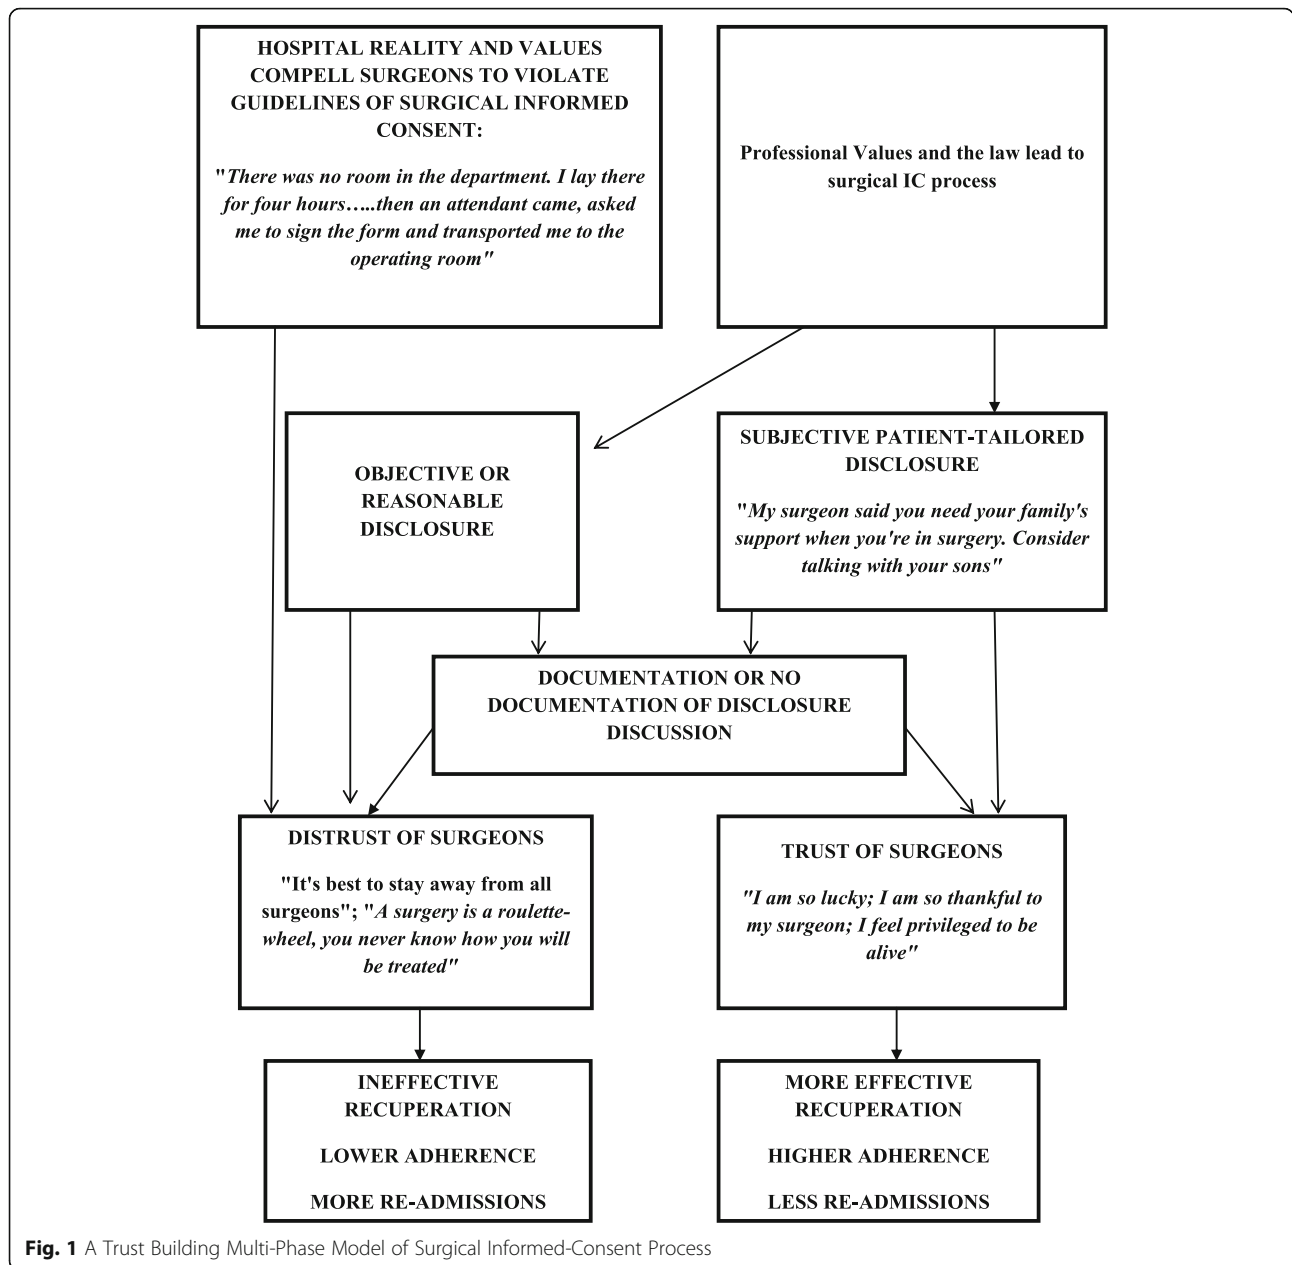 HOSPITAL REALITY AND VALUES
COMPELL SURGEONS TO VIOLATE
GUIDELINES OF SURGICAL INFORMED
CONSENT:
"There was no room in the department. I lay there
for four hours.....then an attendant came, asked
me to sign the form and transported me to the
operating room"
Professional Values and the law lead to
surgical IC process
OBJECTIVE OR
REASONABLE
DISCLOSURE
SUBJECTIVE PATIENT-TAILORED
DISCLOSURE
"My surgeon said you need your family's
support when you're in surgery. Consider
talking with your sons"
DOCUMENTATION OR NO
DOCUMENTATION OF DISCLOSURE
DISCUSSION
DISTRUST OF SURGEONS
"It's best to stay away from all
surgeons"; "A surgery is a roulette-
wheel, you never know how you will
be treated"
TRUST OF SURGEONS
"I am so lucky; I am so thankful to
my surgeon; I feel privileged to be
alive"
INEFFECTIVE
RECUPERATION
LOWER ADHERENCE
MORE RE-ADMISSIONS
MORE EFFECTIVE
RECUPERATION
HIGHER ADHERENCE
LESS RE-ADMISSIONS
Fig. 1 A Trust Building Multi-Phase Model of Surgical Informed-Consent Process